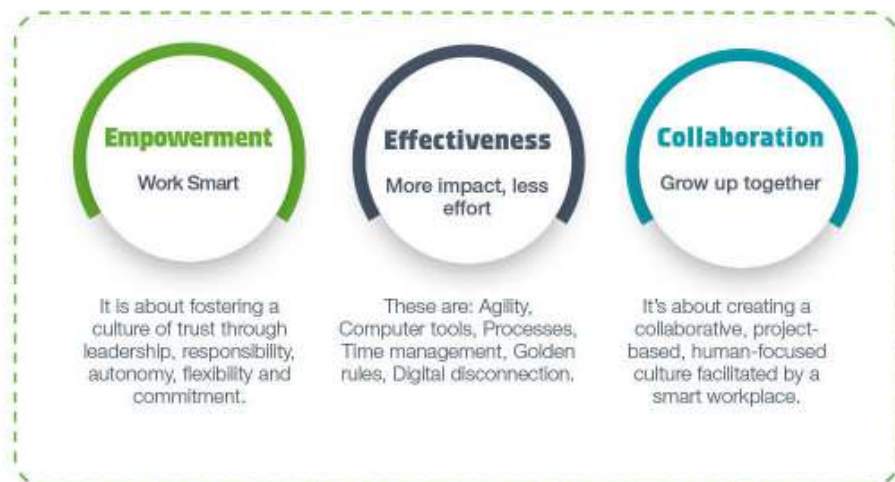 Empowerment
Work Smart
It is about fostering a
culture of trust through
leadership, responsibility,
autonomy, flexibility and
commitment.
Effectiveness
More impact, less
effort
These are: Agility,
Computer tools, Processes,
Time management, Golden
rules, Digital disconnection.
Collaboration
Grow up together
It's about creating a
collaborative, project-
based, human-focused
culture facilitated by a
smart workplace.